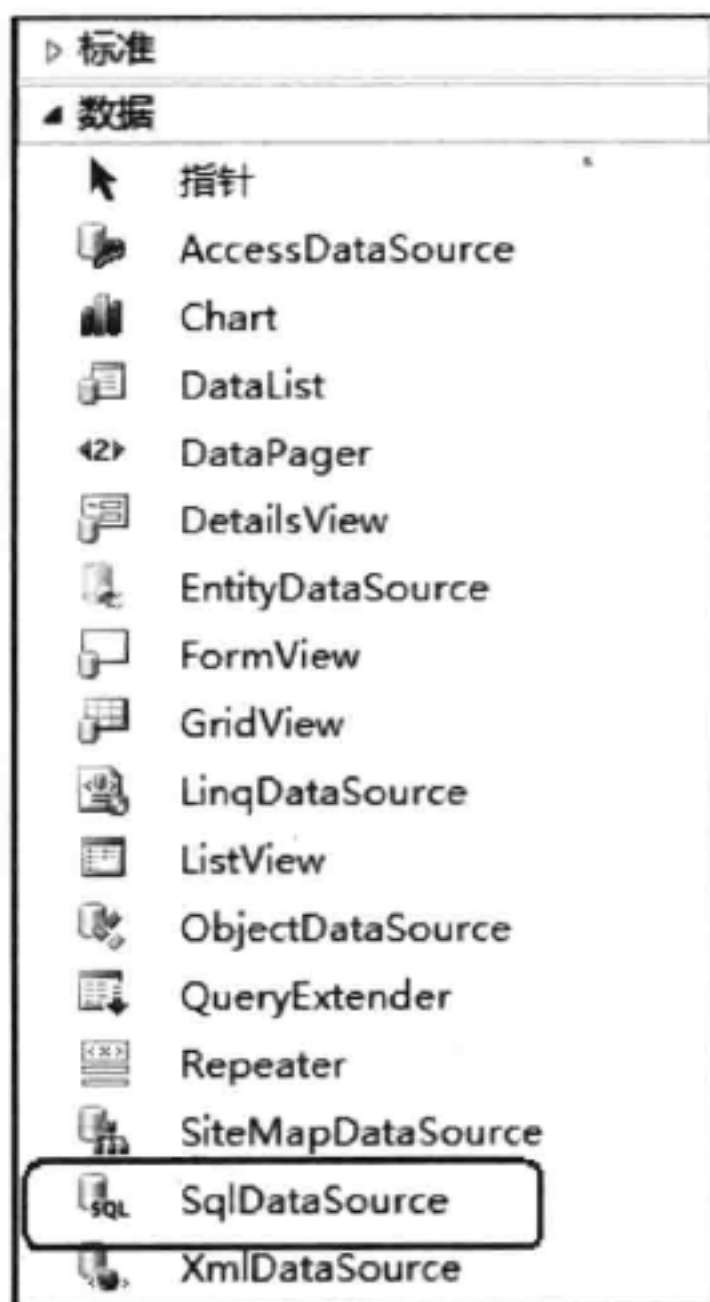 标准
数据
指针
AccessDataSource
Chart
DataList
DataPager
DetailsView
EntityDataSource
FormView
GridView
LinqDataSource
ListView
ObjectDataSource
QueryExtender
Repeater
SiteMapDataSource
SQL SqlDataSource
XmlDataSource